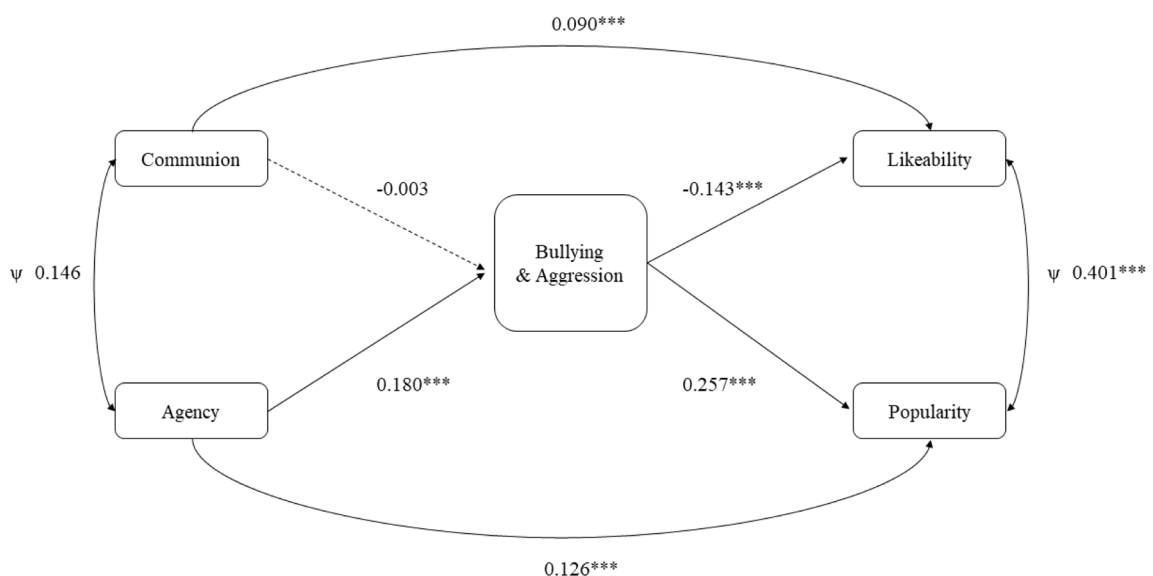 0.090***
Communion
Likeability
-0.003
-0.143***
Bullying
& Aggression
ψ 0.146
ψ 0.401***
0.180***
0.257***
Agency
Popularity
0.126***